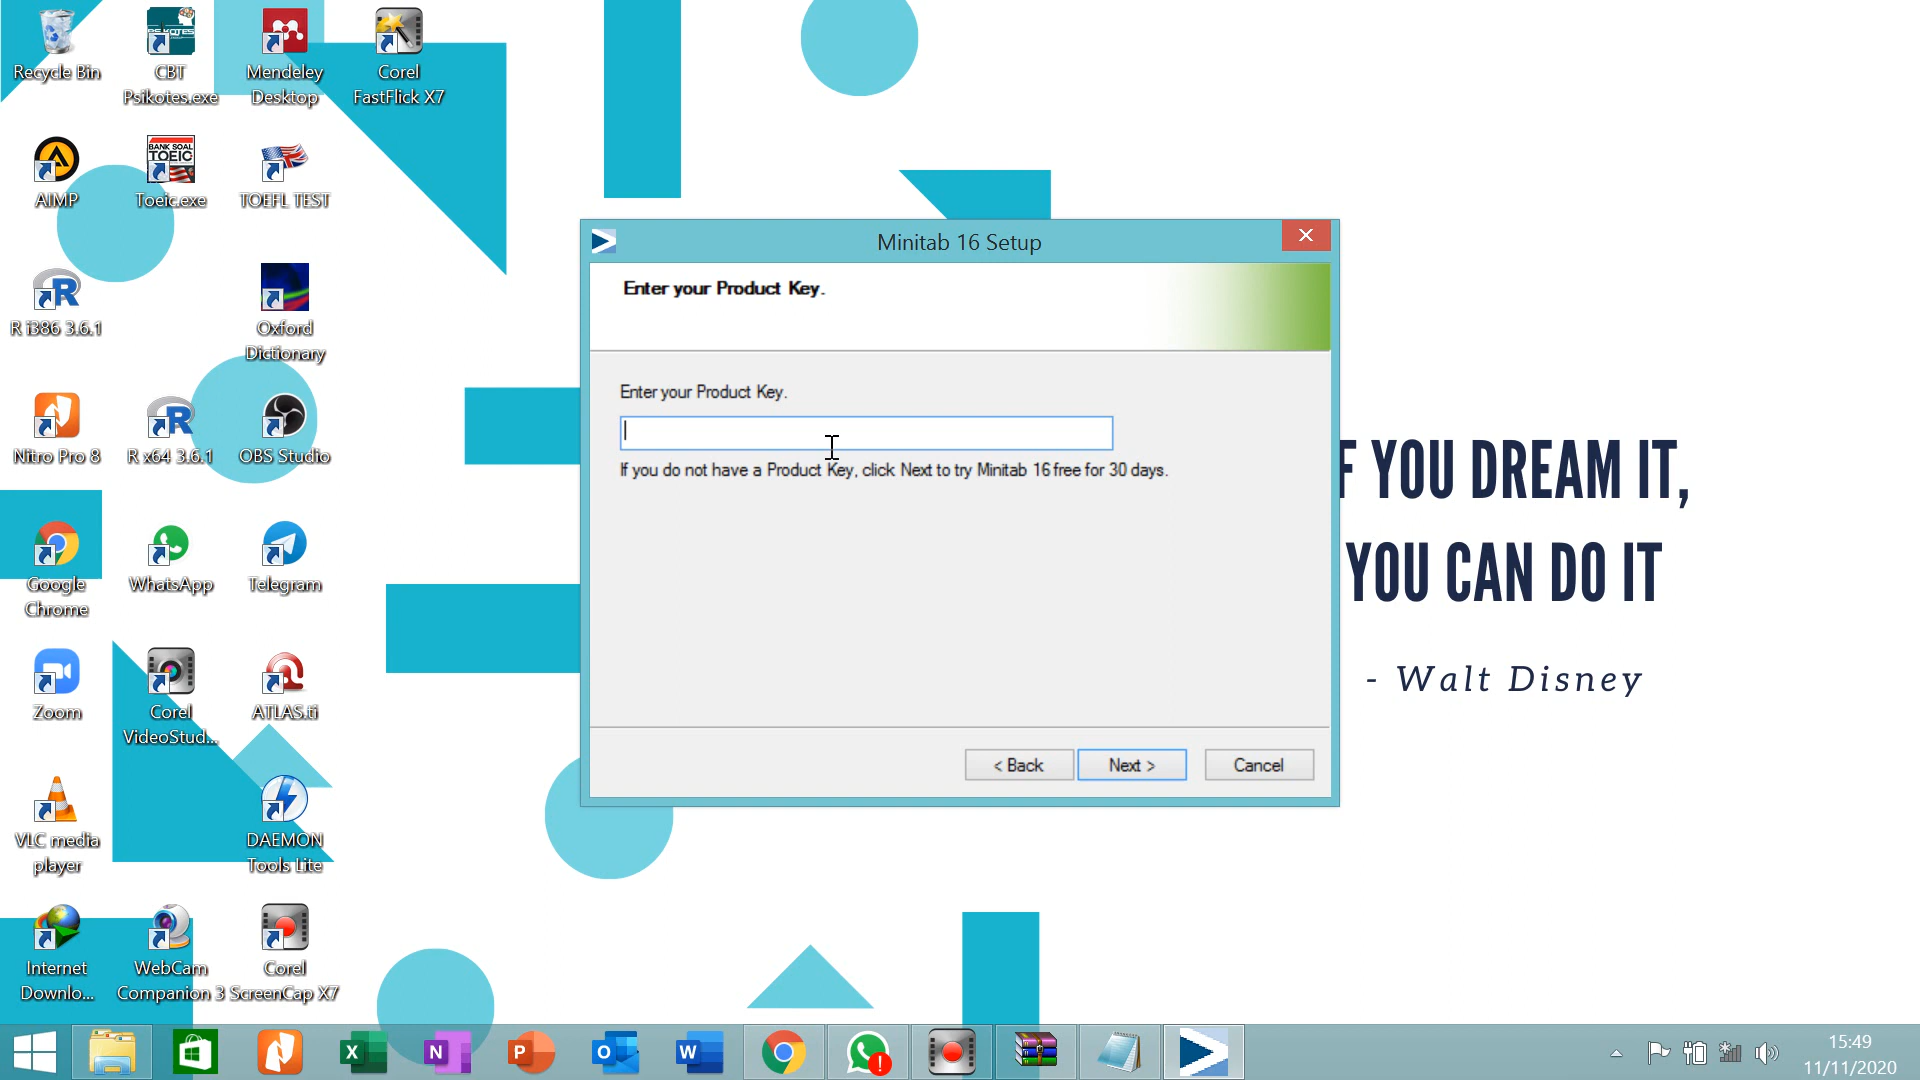 Recycle Bin
CBT
Psikotes.exe
Mendeley
Desktop
Corel
FastFlick X7
AIMP
BANK SOAL
TOEIC
Toeic.exe
TOEFL TEST
R i386 3.6.1
Oxford
Dictionary
Nitro Pro 8
R x64 3.6.1
OBS Studio
Google
Chrome
WhatsApp
Telegram
Zoom
Corel
VideoStud...
ATLAS.ti
VLC media
player
DAEMON
Tools Lite
Internet
Downlo...
WebCam
Companion 3
Corel
ScreenCap X7
Minitab 16 Setup
Enter your Product Key.
Enter your Product Key.
If you do not have a Product Key, click Next to try Minitab 16 free for 30 days.
< Back
Next >
Cancel
F YOU DREAM IT,
YOU CAN DO IT
- Walt Disney
15:49
11/11/2020